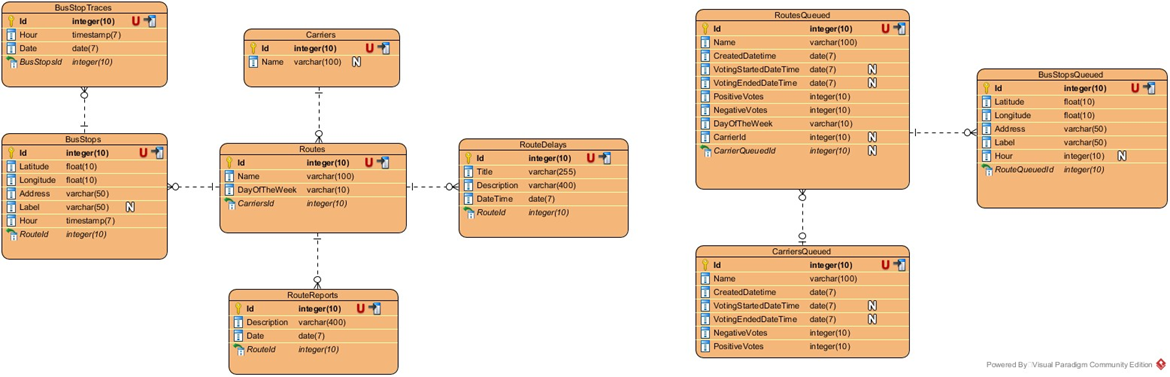 BusStopTraces
Id integer(10) U
Hour timestamp(7)
Date date(7)
BusStopsId integer(10)
BusStops
Id integer(10) U
Latitude float(10)
Longitude float(10)
Address varchar(50)
Label varchar(50) N
Hour timestamp(7)
RouteId integer(10)
Carriers
Id integer(10) U
Name varchar(100) N
Routes
Id integer(10) U
Name varchar(100)
DayOfTheWeek varchar(10)
CarriersId integer(10)
RouteReports
Id integer(10) U
Description varchar(400)
Date date(7)
RouteId integer(10)
RouteDelays
Id integer(10) U
Title varchar(255)
Description varchar(400)
DateTime date(7)
RouteId integer(10)
RoutesQueued
Id integer(10) U
Name varchar(100)
CreatedDatetime date(7)
VotingStartedDateTime date(7) N
VotingEndedDateTime date(7) N
PositiveVotes integer(10)
NegativeVotes integer(10)
DayOfTheWeek varchar(10)
CarrierId integer(10) N
CarrierQueuedId integer(10) N
CarriersQueued
Id integer(10) U
Name varchar(100)
CreatedDatetime date(7)
VotingStartedDateTime date(7) N
VotingEndedDateTime date(7) N
NegativeVotes integer(10)
PositiveVotes integer(10)
BusStopsQueued
Id integer(10) U
Latitude float(10)
Longitude float(10)
Address varchar(50)
Label varchar(50)
Hour integer(10) N
RouteQueuedId integer(10)
Powered By Visual Paradigm Community Edition